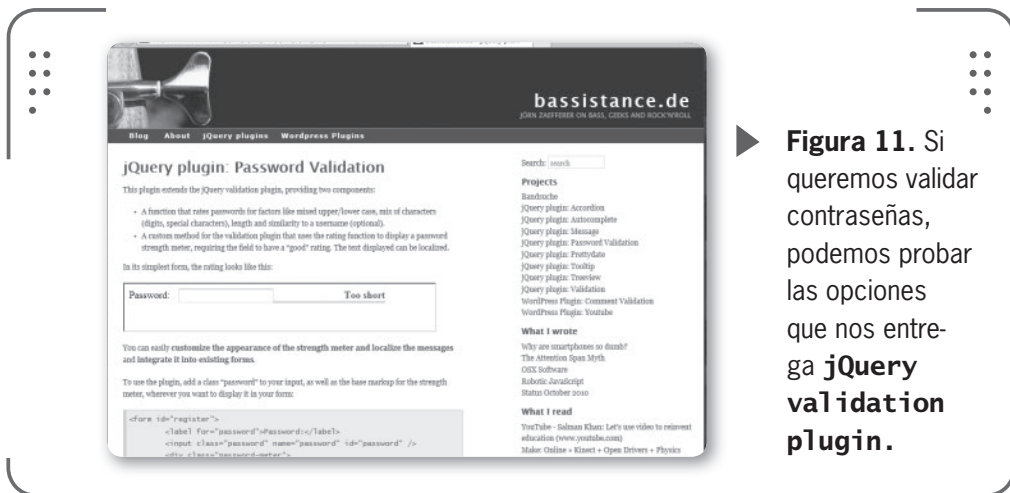 bassistance.de
JÖRN ZAEFFERER ON BASS, GEEKS AND ROCK'N'ROLL
Blog About jQuery plugins Wordpress Plugins
jQuery plugin: Password Validation
This plugin extends the jQuery validation plugin, providing two components:
• A function that rates passwords for factors like mixed upper/lower case, mix of characters
(digits, special characters), length and similarity to a username (optional).
• A custom method for the validation plugin that uses the rating function to display a password
strength meter, requiring the field to have a "good" rating. The text displayed can be localized.
In its simplest form, the rating looks like this:
Password: Too short
You can easily customize the appearance of the strength meter and localize the messages
and integrate it into existing forms.
To use the plugin, add a class "password" to your input, as well as the base markup for the strength
meter, wherever you want to display it in your form:
<form id="register">
<label for="password">Password:</label>
<input class="password" name="password" id="password" />
<div class="password-meter">
Search: search
Projects
Bandouche
jQuery plugin: Accordion
jQuery plugin: Autocomplete
jQuery plugin: Message
jQuery plugin: Password Validation
jQuery plugin: Prettydate
jQuery plugin: Tooltip
jQuery plugin: Treeview
jQuery plugin: Validation
WordPress Plugin: Comment Validation
WordPress Plugin: Youtube
What I wrote
Why are smartphones so dumb?
The Attention Span Myth
OSX Software
Robotic JavaScript
Status October 2010
What I read
YouTube - Salman Khan: Let's use video to reinvent
education (www.youtube.com)
Make: Online » Kinect + Open Drivers + Physics
Figura 11. Si
queremos validar
contraseñas,
podemos probar
las opciones
que nos entre-
ga jQuery
validation
plugin.